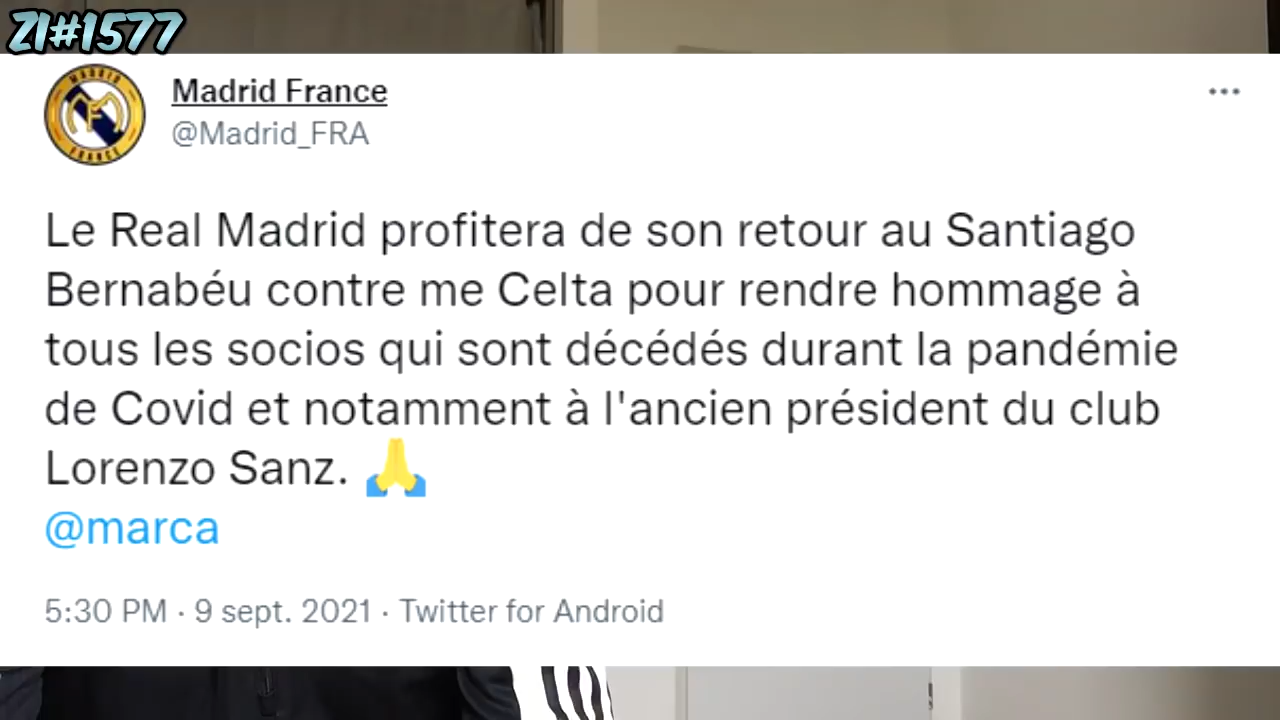 ZI#1577
Madrid France
@Madrid_FRA
Le Real Madrid profitera de son retour au Santiago
Bernabéu contre me Celta pour rendre hommage à
tous les socios qui sont décédés durant la pandémie
de Covid et notamment à l'ancien président du club
Lorenzo Sanz. 🙏
@marca
5:30 PM · 9 sept. 2021 · Twitter for Android
MADRID
FRANCE